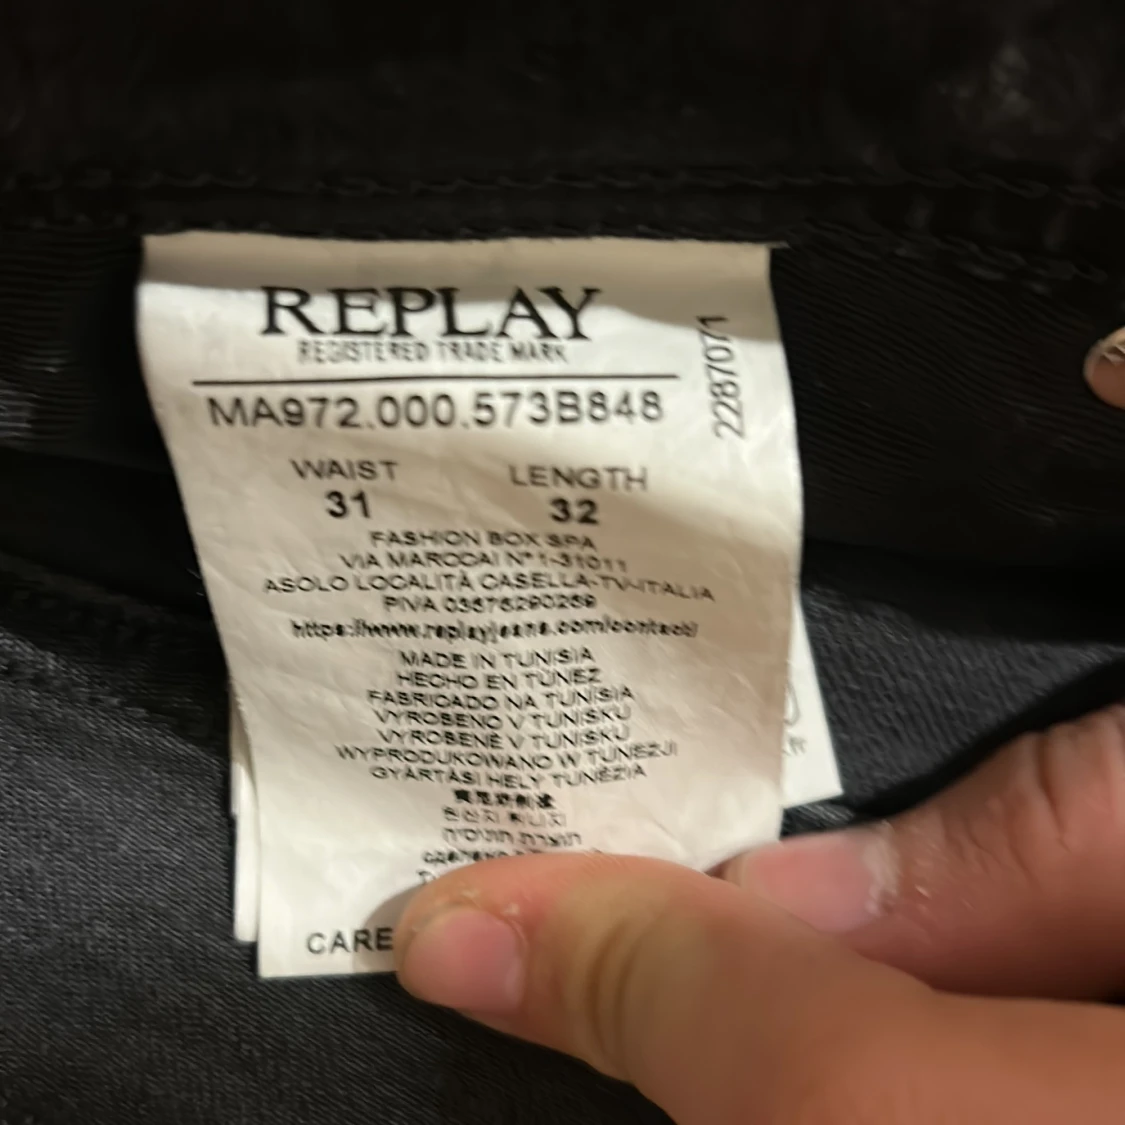 REPLAY
REGISTERED TRADE MARK
2287071
MA972.000.573B848
WAIST LENGTH
31 32
FASHION BOX SPA
VIA MAROCAI N° 1-31011
ASOLO LOCALITÀ CASELLA-TV-ITALIA
PIVA 03576290269
https://www.replayjeans.com/contact/
MADE IN TUNISIA
HECHO EN TÚNEZ
FABRICADO NA TUNÍSIA
VYROBENO V TUNISKU
VYROBENÉ V TUNISKU
WYPRODUKOWANO W TUNEZJI
GYÁRTÁSI HELY TUNÉZIA
CARE